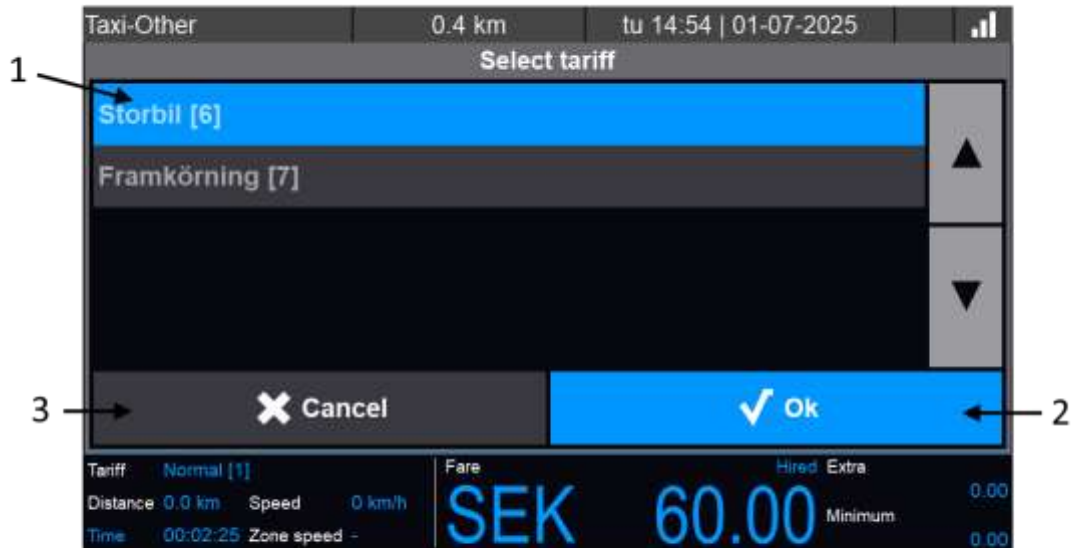 Taxi-Other 0.4 km tu 14:54 | 01-07-2025
Select tariff
1
Storbil [6]
Framkörning [7]
3 Cancel Ok 2
Tariff Normal [1] Fare Hired Extra
Distance 0.0 km Speed 0 km/h SEK 60.00 0.00
Minimum
Time 00:02:25 Zone speed - 0.00